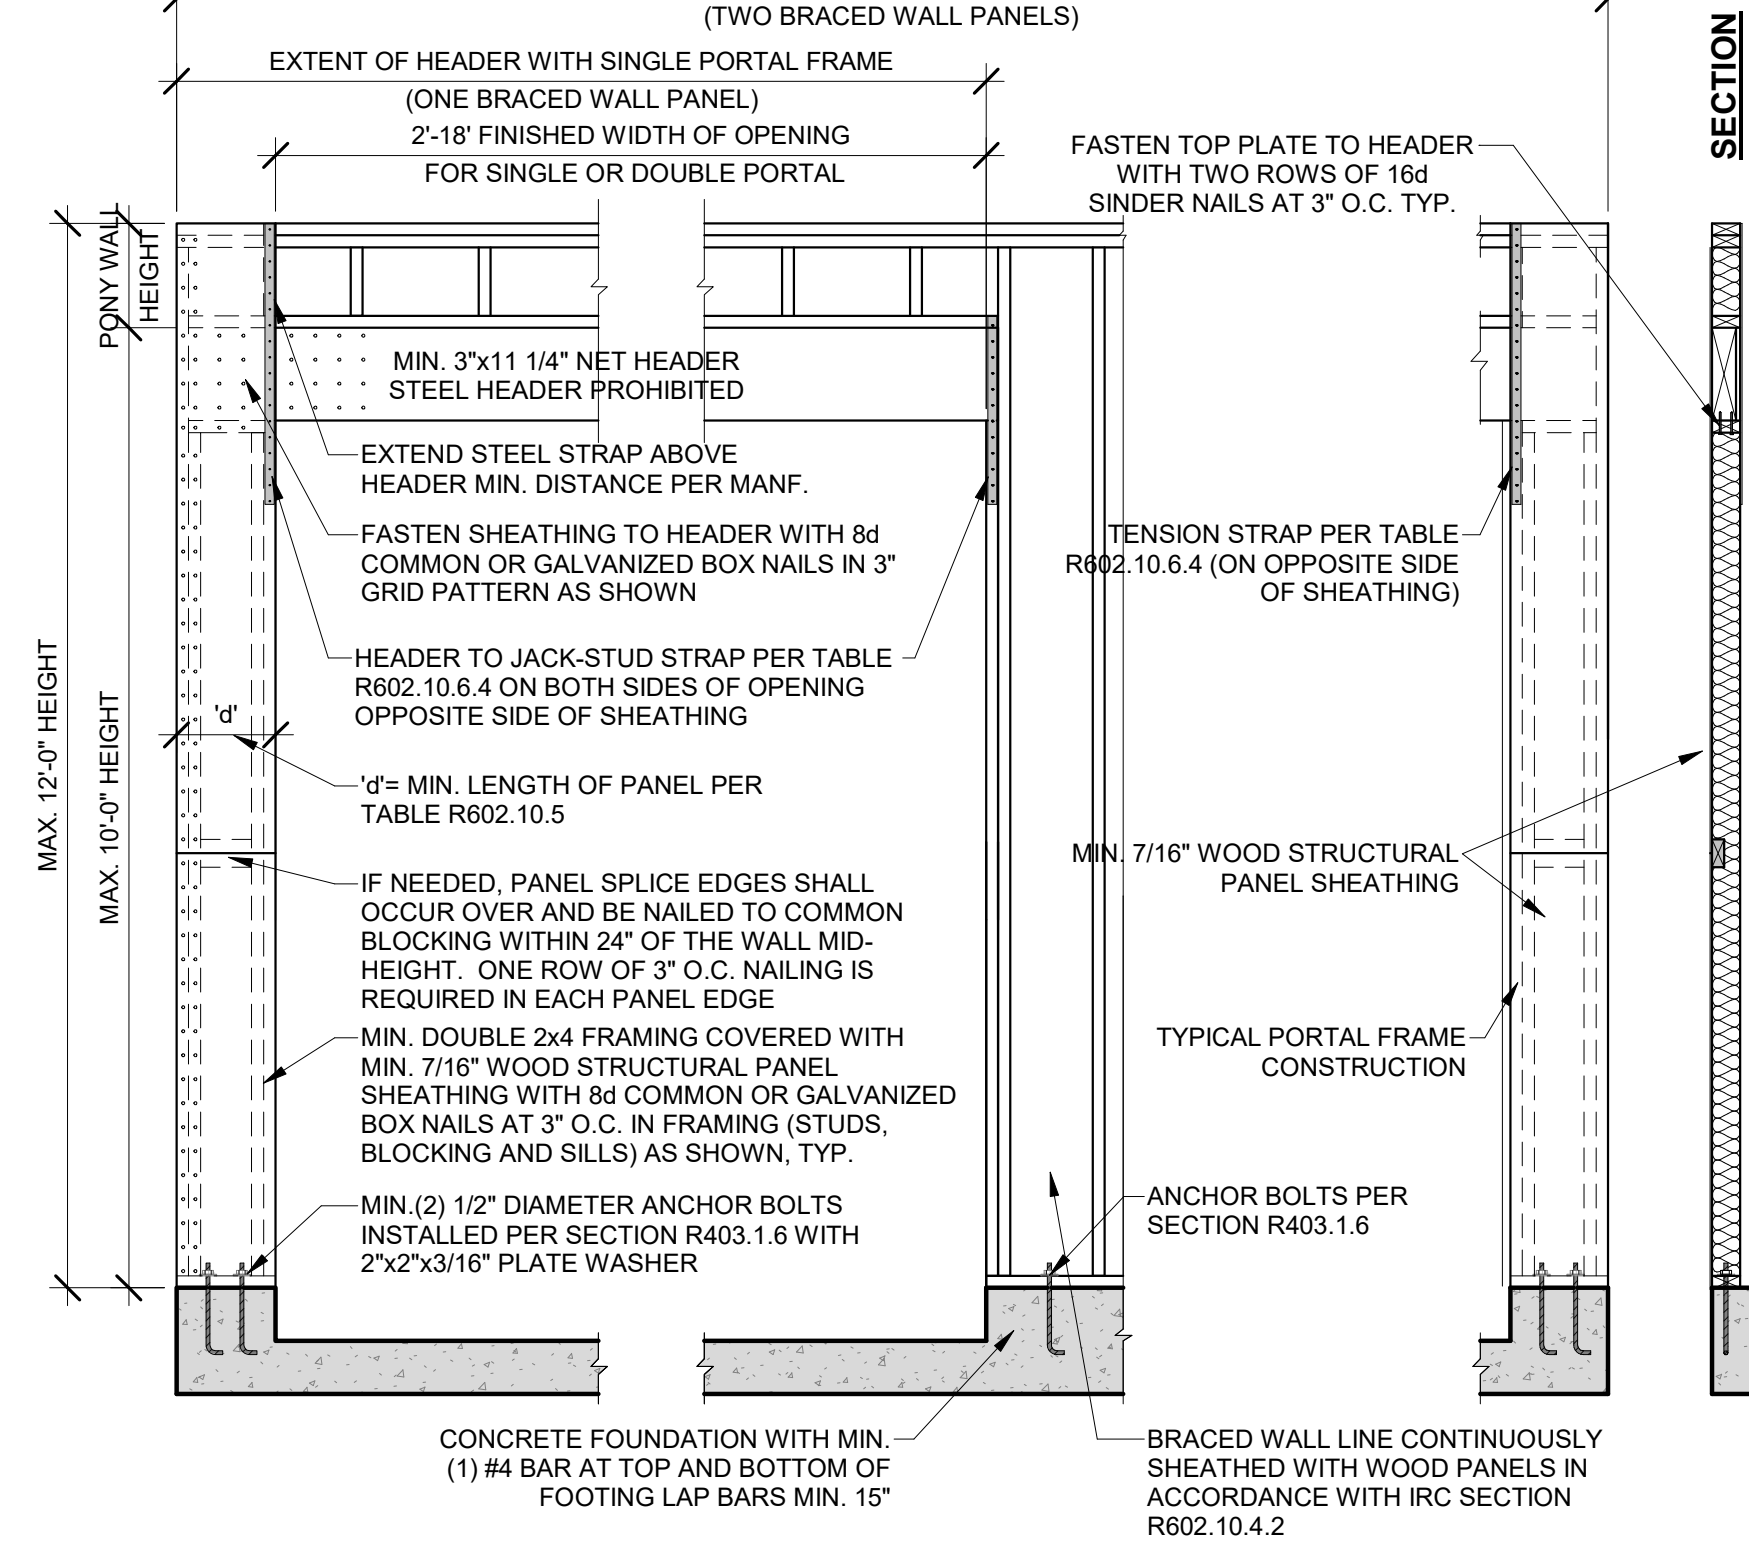 (TWO BRACED WALL PANELS)
EXTENT OF HEADER WITH SINGLE PORTAL FRAME
(ONE BRACED WALL PANEL)
2'-18' FINISHED WIDTH OF OPENING
FOR SINGLE OR DOUBLE PORTAL
FASTEN TOP PLATE TO HEADER
WITH TWO ROWS OF 16d
SINDER NAILS AT 3" O.C. TYP.
SECTION
PONY WALL
HEIGHT
MIN. 3"x11 1/4" NET HEADER
STEEL HEADER PROHIBITED
EXTEND STEEL STRAP ABOVE
HEADER MIN. DISTANCE PER MANF.
FASTEN SHEATHING TO HEADER WITH 8d
COMMON OR GALVANIZED BOX NAILS IN 3"
GRID PATTERN AS SHOWN
TENSION STRAP PER TABLE
R602.10.6.4 (ON OPPOSITE SIDE
OF SHEATHING)
HEADER TO JACK-STUD STRAP PER TABLE
R602.10.6.4 ON BOTH SIDES OF OPENING
OPPOSITE SIDE OF SHEATHING
MAX. 12'-0" HEIGHT
MAX. 10'-0" HEIGHT
'd'
'd'= MIN. LENGTH OF PANEL PER
TABLE R602.10.5
MIN. 7/16" WOOD STRUCTURAL
PANEL SHEATHING
IF NEEDED, PANEL SPLICE EDGES SHALL
OCCUR OVER AND BE NAILED TO COMMON
BLOCKING WITHIN 24" OF THE WALL MID-
HEIGHT. ONE ROW OF 3" O.C. NAILING IS
REQUIRED IN EACH PANEL EDGE
MIN. DOUBLE 2x4 FRAMING COVERED WITH
MIN. 7/16" WOOD STRUCTURAL PANEL
SHEATHING WITH 8d COMMON OR GALVANIZED
BOX NAILS AT 3" O.C. IN FRAMING (STUDS,
BLOCKING AND SILLS) AS SHOWN, TYP.
TYPICAL PORTAL FRAME
CONSTRUCTION
MIN.(2) 1/2" DIAMETER ANCHOR BOLTS
INSTALLED PER SECTION R403.1.6 WITH
2"x2"x3/16" PLATE WASHER
ANCHOR BOLTS PER
SECTION R403.1.6
CONCRETE FOUNDATION WITH MIN.
(1) #4 BAR AT TOP AND BOTTOM OF
FOOTING LAP BARS MIN. 15"
BRACED WALL LINE CONTINUOUSLY
SHEATHED WITH WOOD PANELS IN
ACCORDANCE WITH IRC SECTION
R602.10.4.2